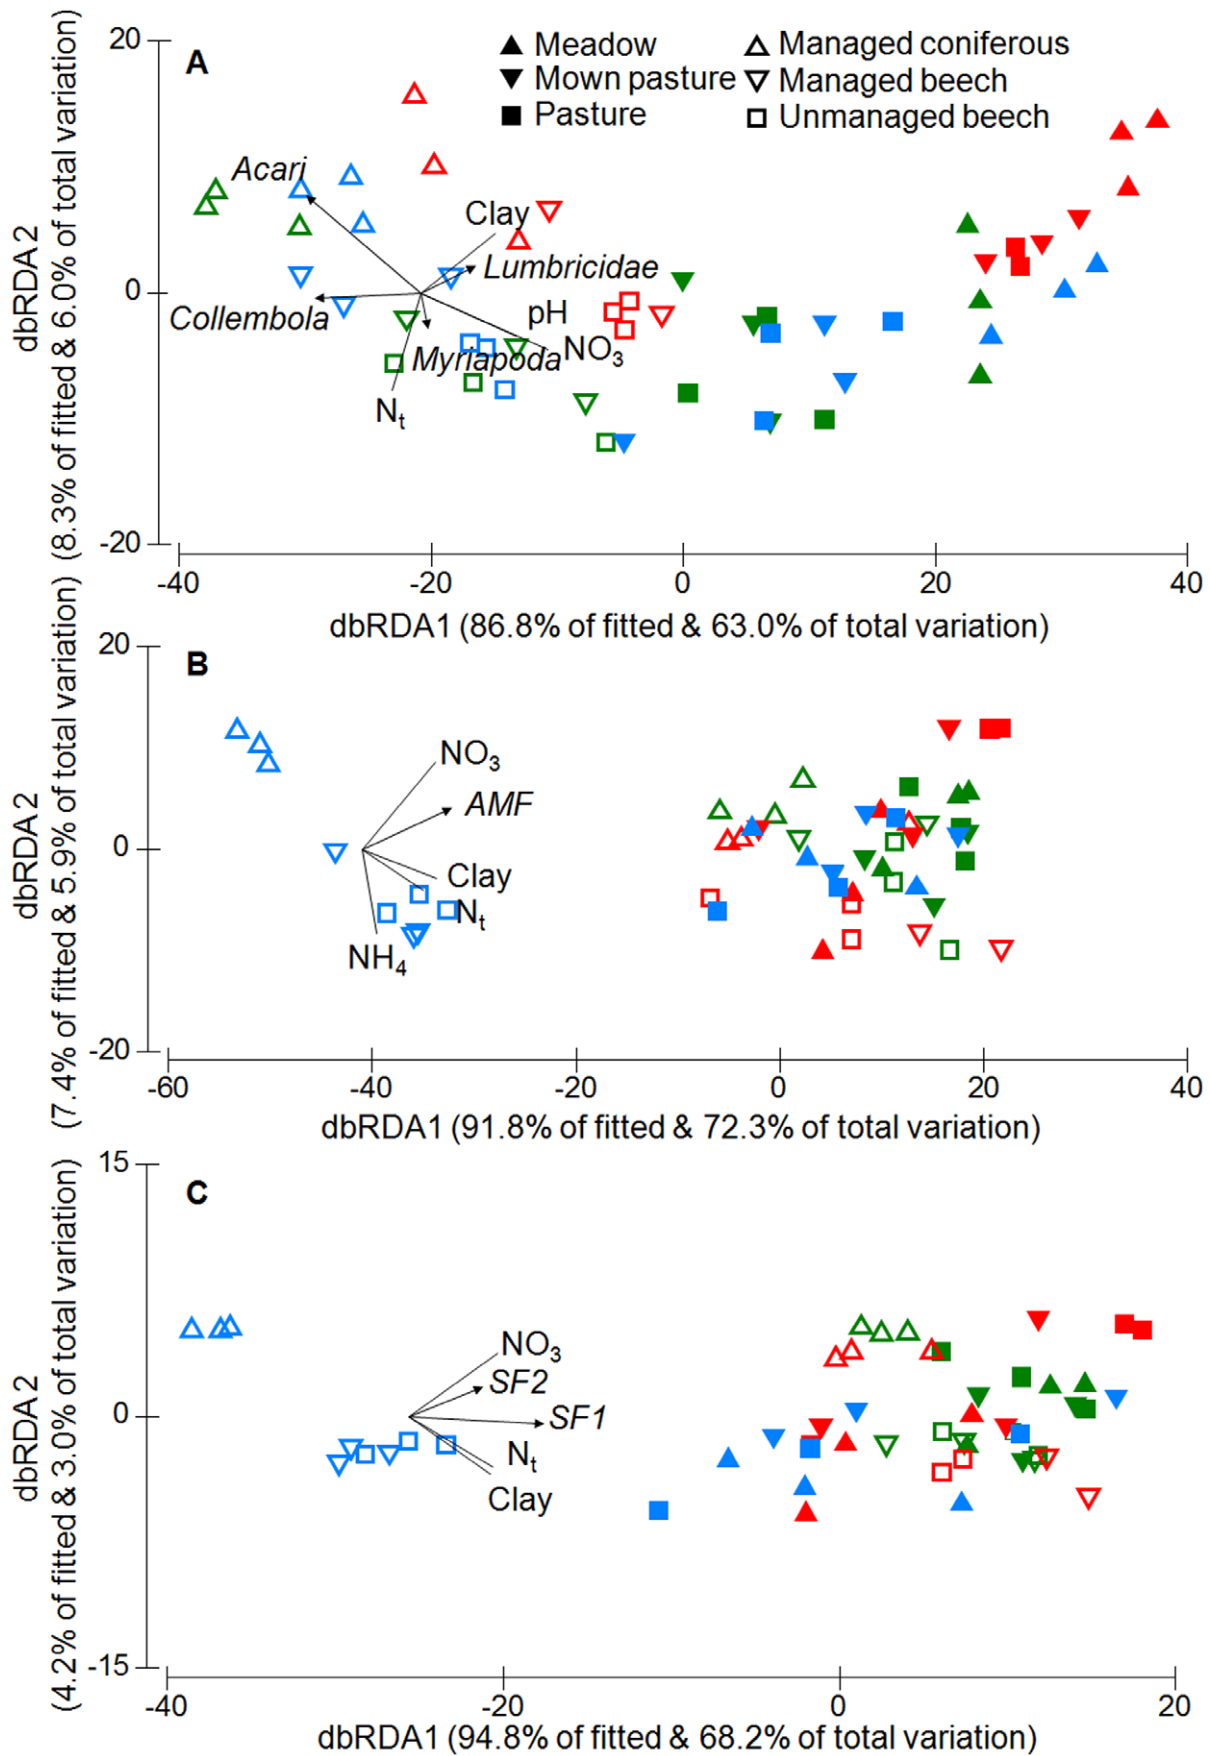 20
A
Meadow
Managed coniferous
Mown pasture
Managed beech
Pasture
Unmanaged beech
Acari
Clay
Lumbricidae
0
Collembola
pH
NO3
Myriapoda
Nt
-20
dbRDA 2
(8.3% of fitted & 6.0% of total variation)
-40
-20
0
20
40
dbRDA1 (86.8% of fitted & 63.0% of total variation)
20
B
NO3
AMF
0
Clay
Nt
NH4
-20
dbRDA 2
(7.4% of fitted & 5.9% of total variation)
-60
-40
-20
0
20
40
dbRDA1 (91.8% of fitted & 72.3% of total variation)
15
C
NO3
SF2
0
SF1
Nt
Clay
-15
dbRDA 2
(4.2% of fitted & 3.0% of total variation)
-40
-20
0
20
dbRDA1 (94.8% of fitted & 68.2% of total variation)